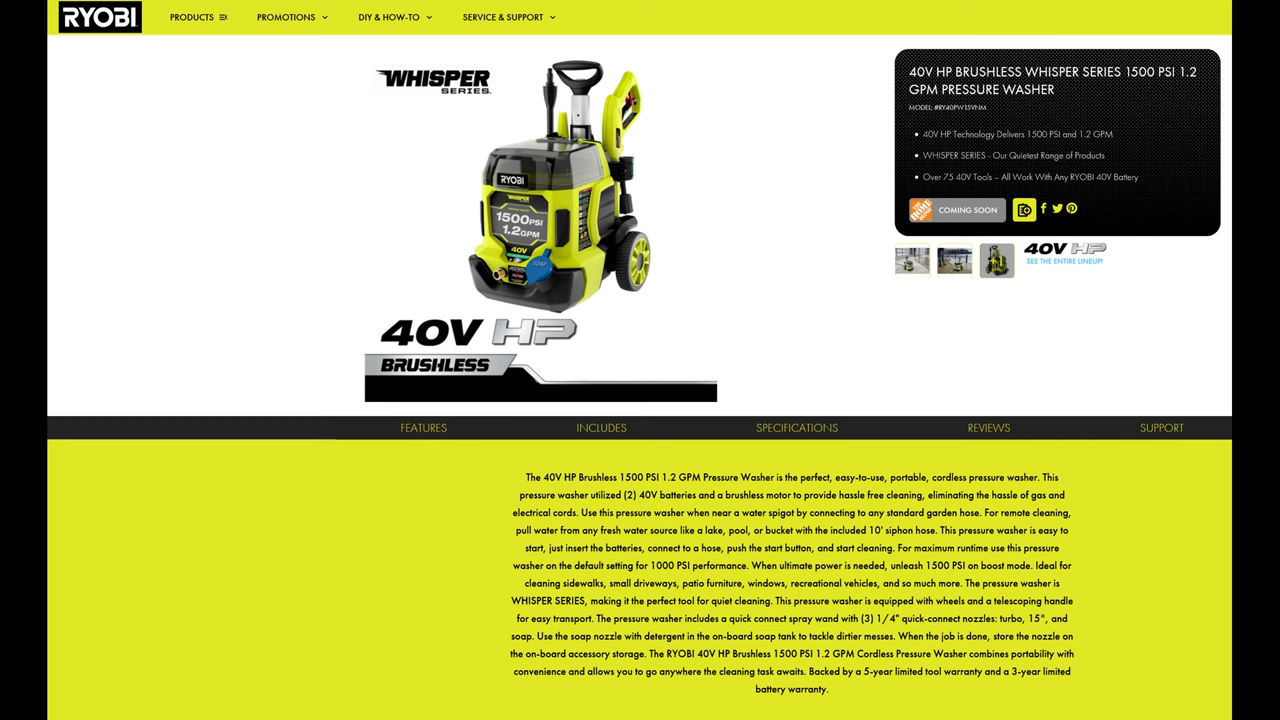 RYOBI
PRODUCTS
PROMOTIONS
DIY & HOW-TO
SERVICE & SUPPORT
WHISPER
SERIES
RYOBI
WHISPER
1500PSI
1.2GPM
40V
SOAP
40V HP
BRUSHLESS
40V HP BRUSHLESS WHISPER SERIES 1500 PSI 1.2
GPM PRESSURE WASHER
MODEL: #RY40PW15VNM
• 40V HP Technology Delivers 1500 PSI and 1.2 GPM
• WHISPER SERIES - Our Quietest Range of Products
• Over 75 40V Tools – All Work With Any RYOBI 40V Battery
COMING SOON
40V HP
SEE THE ENTIRE LINEUP!
FEATURES
INCLUDES
SPECIFICATIONS
REVIEWS
SUPPORT
The 40V HP Brushless 1500 PSI 1.2 GPM Pressure Washer is the perfect, easy-to-use, portable, cordless pressure washer. This
pressure washer utilized (2) 40V batteries and a brushless motor to provide hassle free cleaning, eliminating the hassle of gas and
electrical cords. Use this pressure washer when near a water spigot by connecting to any standard garden hose. For remote cleaning,
pull water from any fresh water source like a lake, pool, or bucket with the included 10' siphon hose. This pressure washer is easy to
start, just insert the batteries, connect to a hose, push the start button, and start cleaning. For maximum runtime use this pressure
washer on the default setting for 1000 PSI performance. When ultimate power is needed, unleash 1500 PSI on boost mode. Ideal for
cleaning sidewalks, small driveways, patio furniture, windows, recreational vehicles, and so much more. The pressure washer is
WHISPER SERIES, making it the perfect tool for quiet cleaning. This pressure washer is equipped with wheels and a telescoping handle
for easy transport. The pressure washer includes a quick connect spray wand with (3) 1/4" quick-connect nozzles: turbo, 15°, and
soap. Use the soap nozzle with detergent in the on-board soap tank to tackle dirtier messes. When the job is done, store the nozzle on
the on-board accessory storage. The RYOBI 40V HP Brushless 1500 PSI 1.2 GPM Cordless Pressure Washer combines portability with
convenience and allows you to go anywhere the cleaning task awaits. Backed by a 5-year limited tool warranty and a 3-year limited
battery warranty.